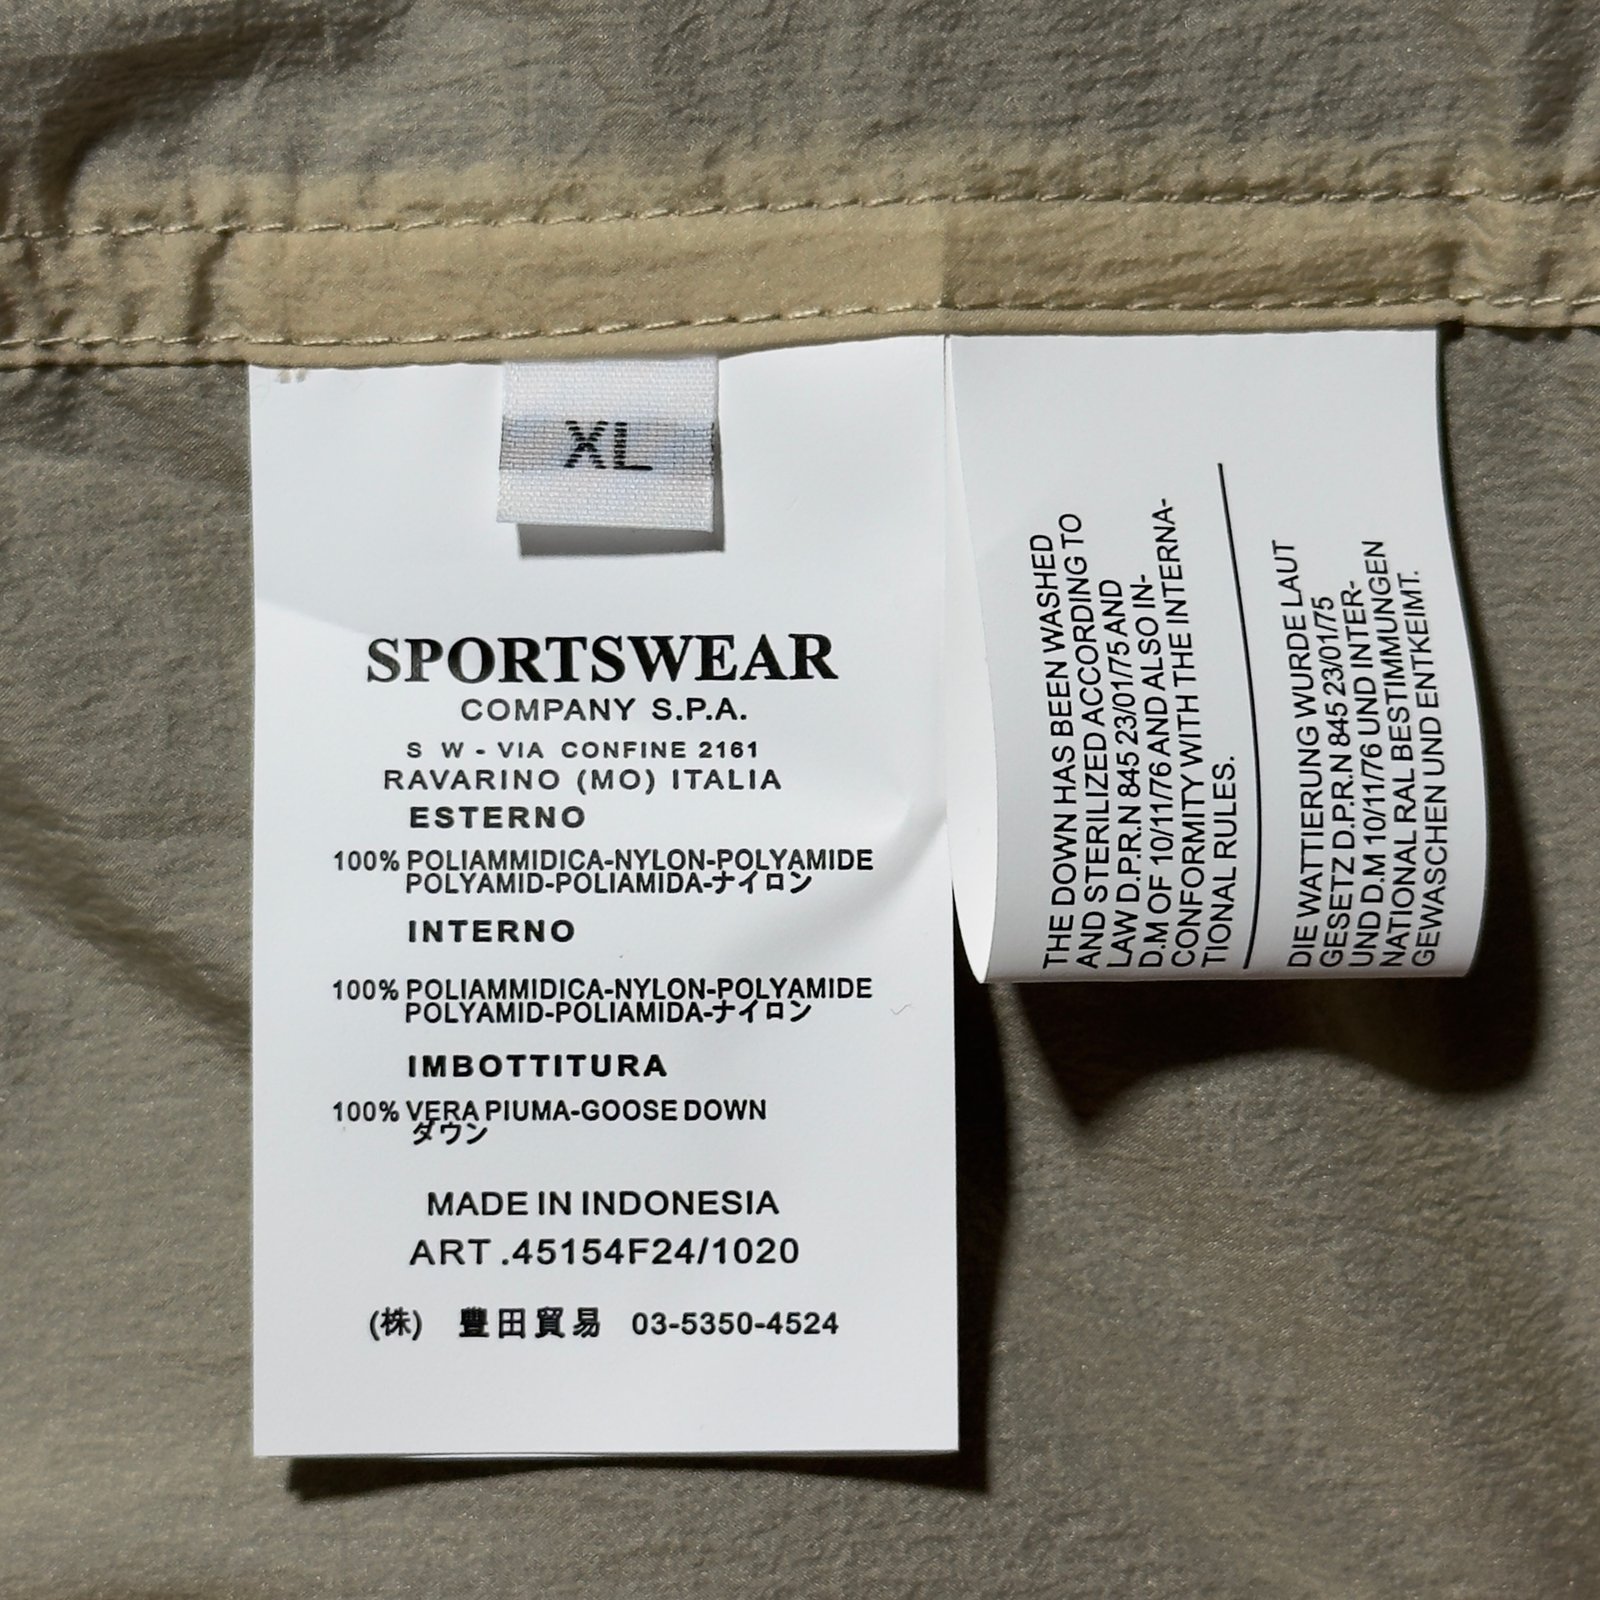 XL
SPORTSWEAR
COMPANY S.P.A.
S W - VIA CONFINE 2161
RAVARINO (MO) ITALIA
ESTERNO
100% POLIAMMIDICA-NYLON-POLYAMIDE
POLYAMID-POLIAMIDA-ナイロン
INTERNO
100% POLIAMMIDICA-NYLON-POLYAMIDE
POLYAMID-POLIAMIDA-ナイロン
IMBOTTITURA
100% VERA PIUMA-GOOSE DOWN
ダウン
MADE IN INDONESIA
ART .45154F24/1020
(株) 豊田貿易 03-5350-4524
THE DOWN HAS BEEN WASHED
AND STERILIZED ACCORDING TO
LAW D.P.R.N 845 23/01/75 AND
D.M OF 10/11/76 AND ALSO IN-
CONFORMITY WITH THE INTERNA-
TIONAL RULES.
DIE WATTIERUNG WURDE LAUT
GESETZ D.P.R.N 845 23/01/75
UND D.M 10/11/76 UND INTER-
NATIONAL RAL BESTIMMUNGEN
GEWASCHEN UND ENTKEIMT.